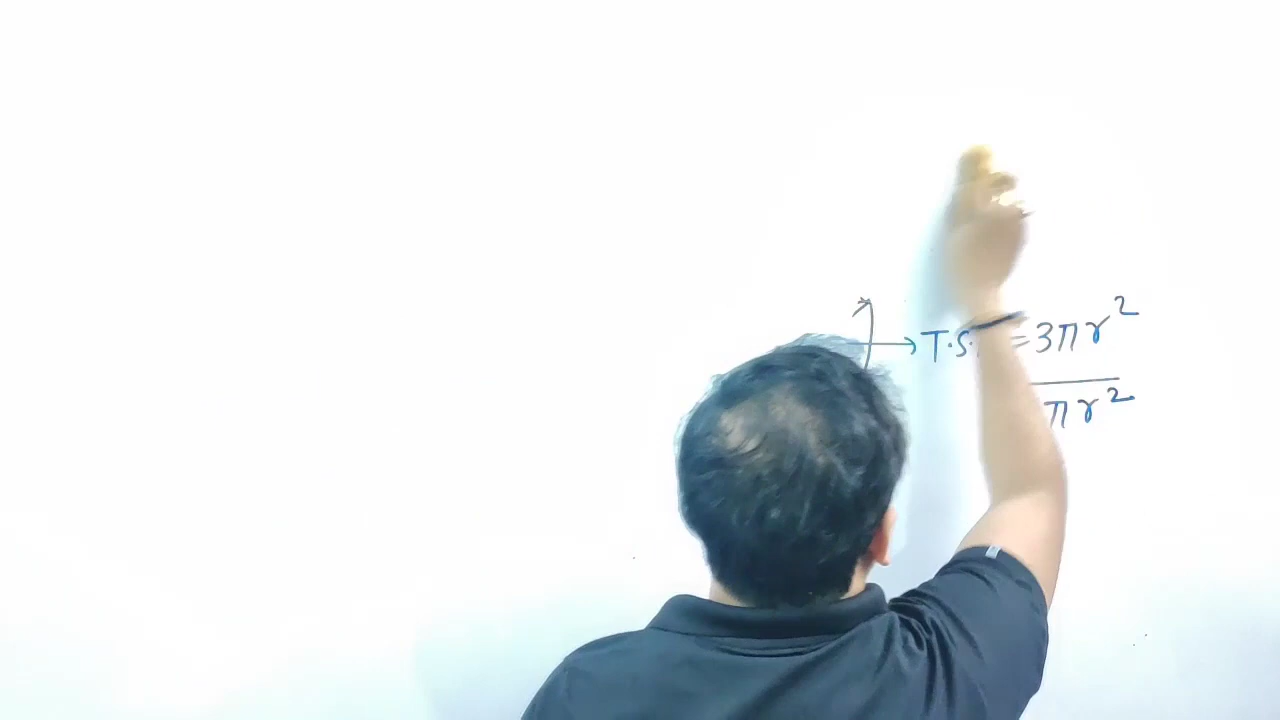 T.S. = 3πr²
πr²